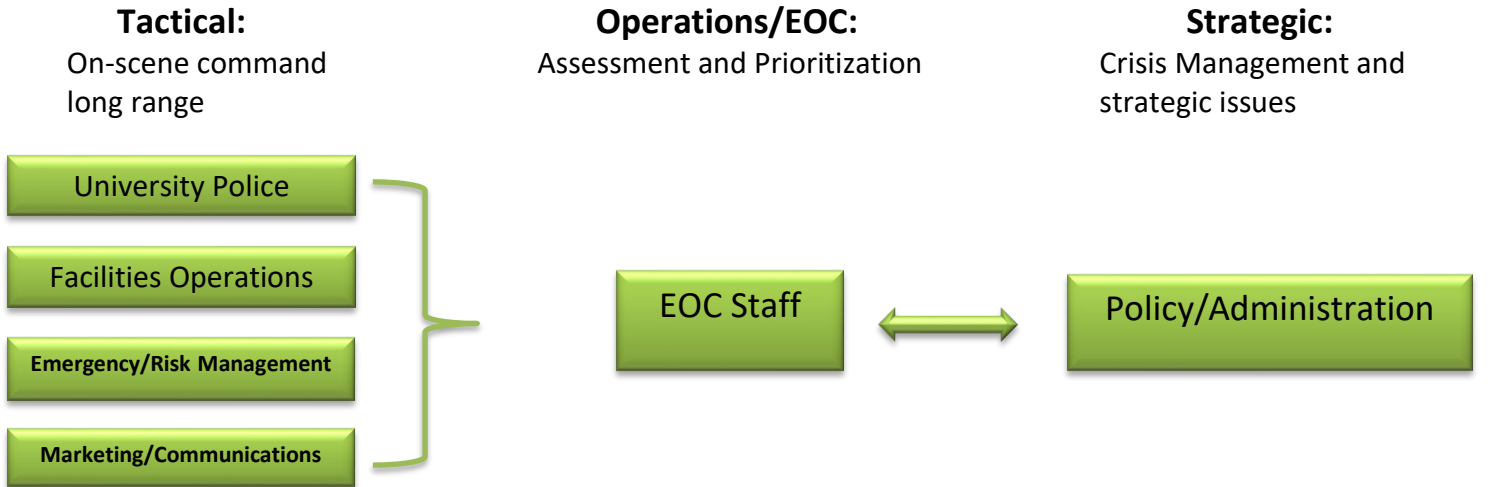 Tactical:
On-scene command
long range
University Police
Facilities Operations
Emergency/Risk Management
Marketing/Communications
Operations/EOC:
Assessment and Prioritization
EOC Staff
Strategic:
Crisis Management and
strategic issues
Policy/Administration